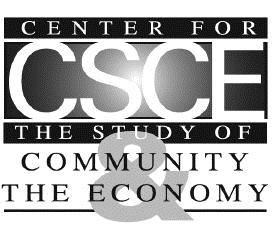 CENTER FOR
CSCE
THE STUDY OF
COMMUNITY
&
THE ECONOMY